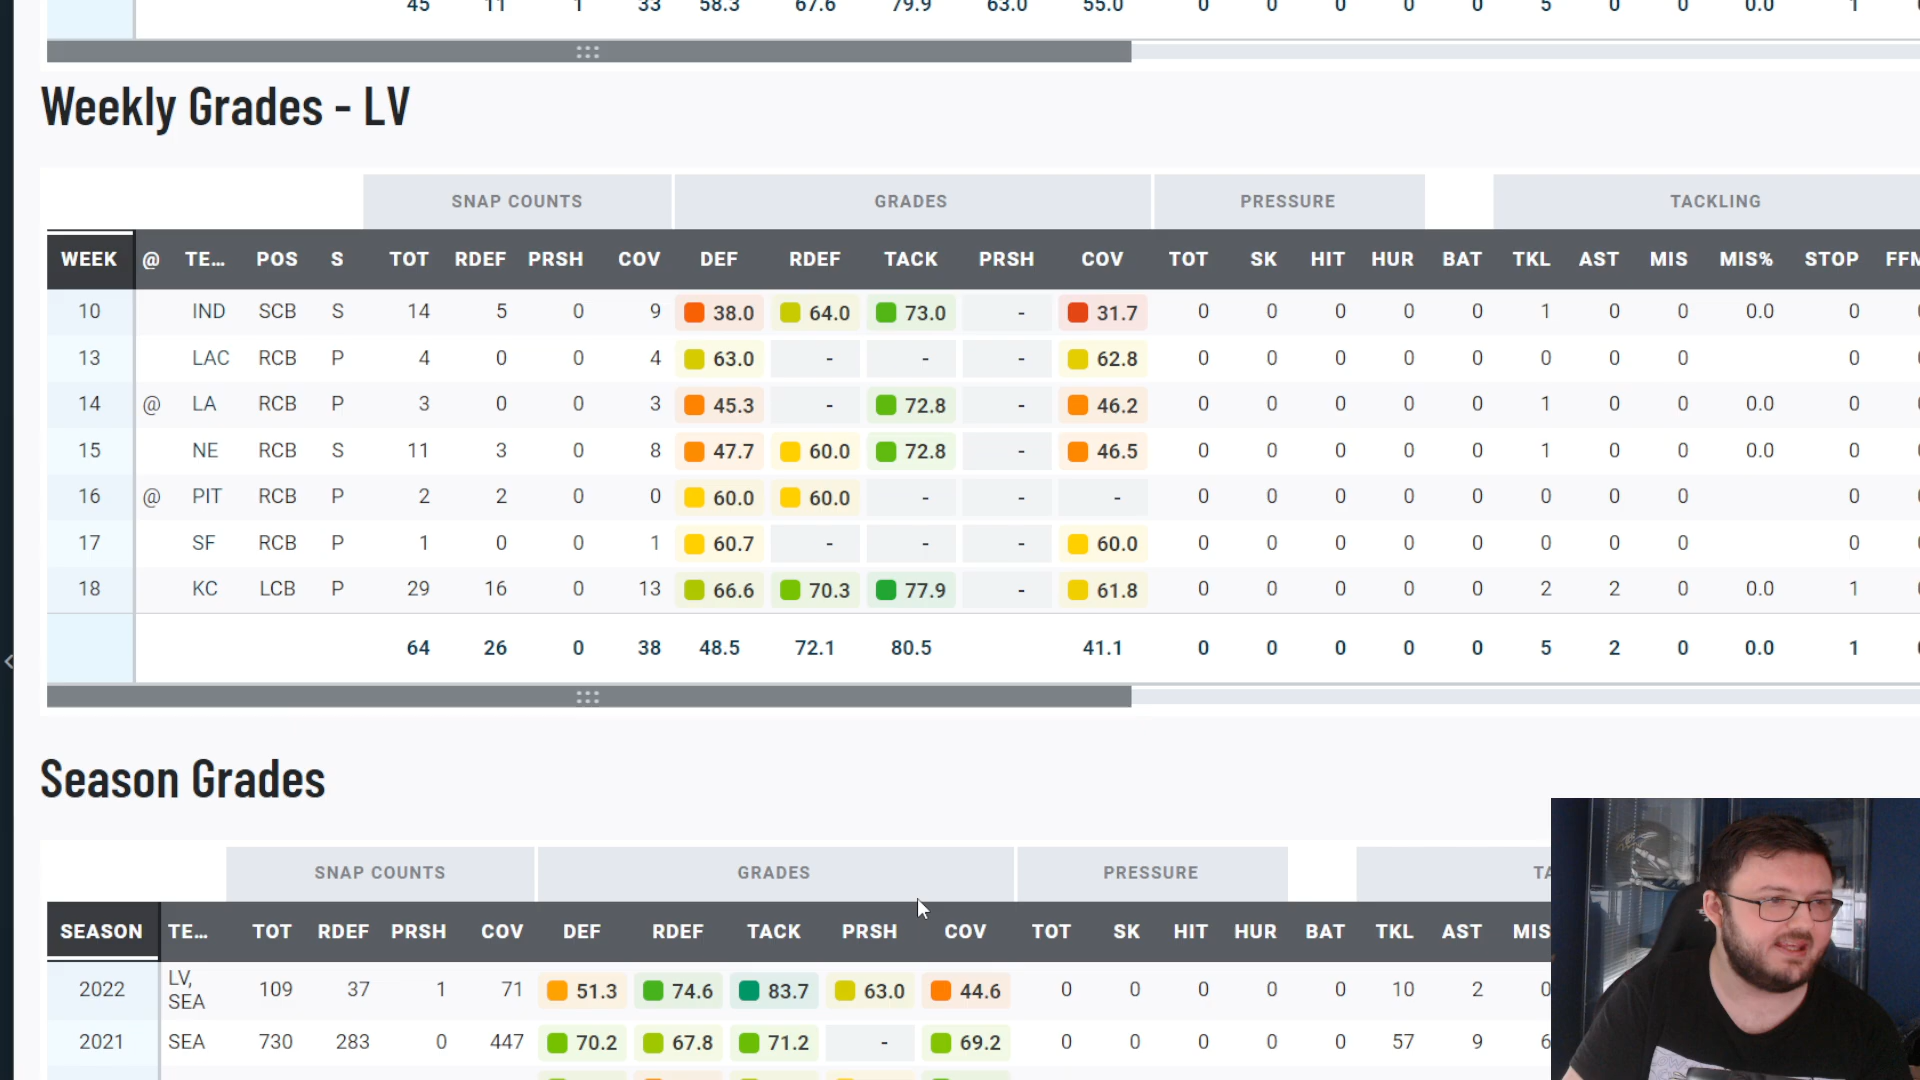 45 11 1 33 58.3 67.6 79.9 63.0 55.0 0 0 0 0 0 5 0 0 0.0 1
Weekly Grades - LV
SNAP COUNTS GRADES PRESSURE TACKLING
WEEK @ TE... POS S TOT RDEF PRSH COV DEF RDEF TACK PRSH COV TOT SK HIT HUR BAT TKL AST MIS MIS% STOP FFM
10 IND SCB S 14 5 0 9 38.0 64.0 73.0 - 31.7 0 0 0 0 0 1 0 0 0.0 0
13 LAC RCB P 4 0 0 4 63.0 - - - 62.8 0 0 0 0 0 0 0 0 0
14 @ LA RCB P 3 0 0 3 45.3 - 72.8 - 46.2 0 0 0 0 0 1 0 0 0.0 0
15 NE RCB S 11 3 0 8 47.7 60.0 72.8 - 46.5 0 0 0 0 0 1 0 0 0.0 0
16 @ PIT RCB P 2 2 0 0 60.0 60.0 - - - 0 0 0 0 0 0 0 0 0
17 SF RCB P 1 0 0 1 60.7 - - - 60.0 0 0 0 0 0 0 0 0 0
18 KC LCB P 29 16 0 13 66.6 70.3 77.9 - 61.8 0 0 0 0 0 2 2 0 0.0 1
64 26 0 38 48.5 72.1 80.5 41.1 0 0 0 0 0 5 2 0 0.0 1
Season Grades
SNAP COUNTS GRADES PRESSURE TA
SEASON TE... TOT RDEF PRSH COV DEF RDEF TACK PRSH COV TOT SK HIT HUR BAT TKL AST MIS
2022 LV, SEA 109 37 1 71 51.3 74.6 83.7 63.0 44.6 0 0 0 0 0 10 2 0
2021 SEA 730 283 0 447 70.2 67.8 71.2 - 69.2 0 0 0 0 0 57 9 6